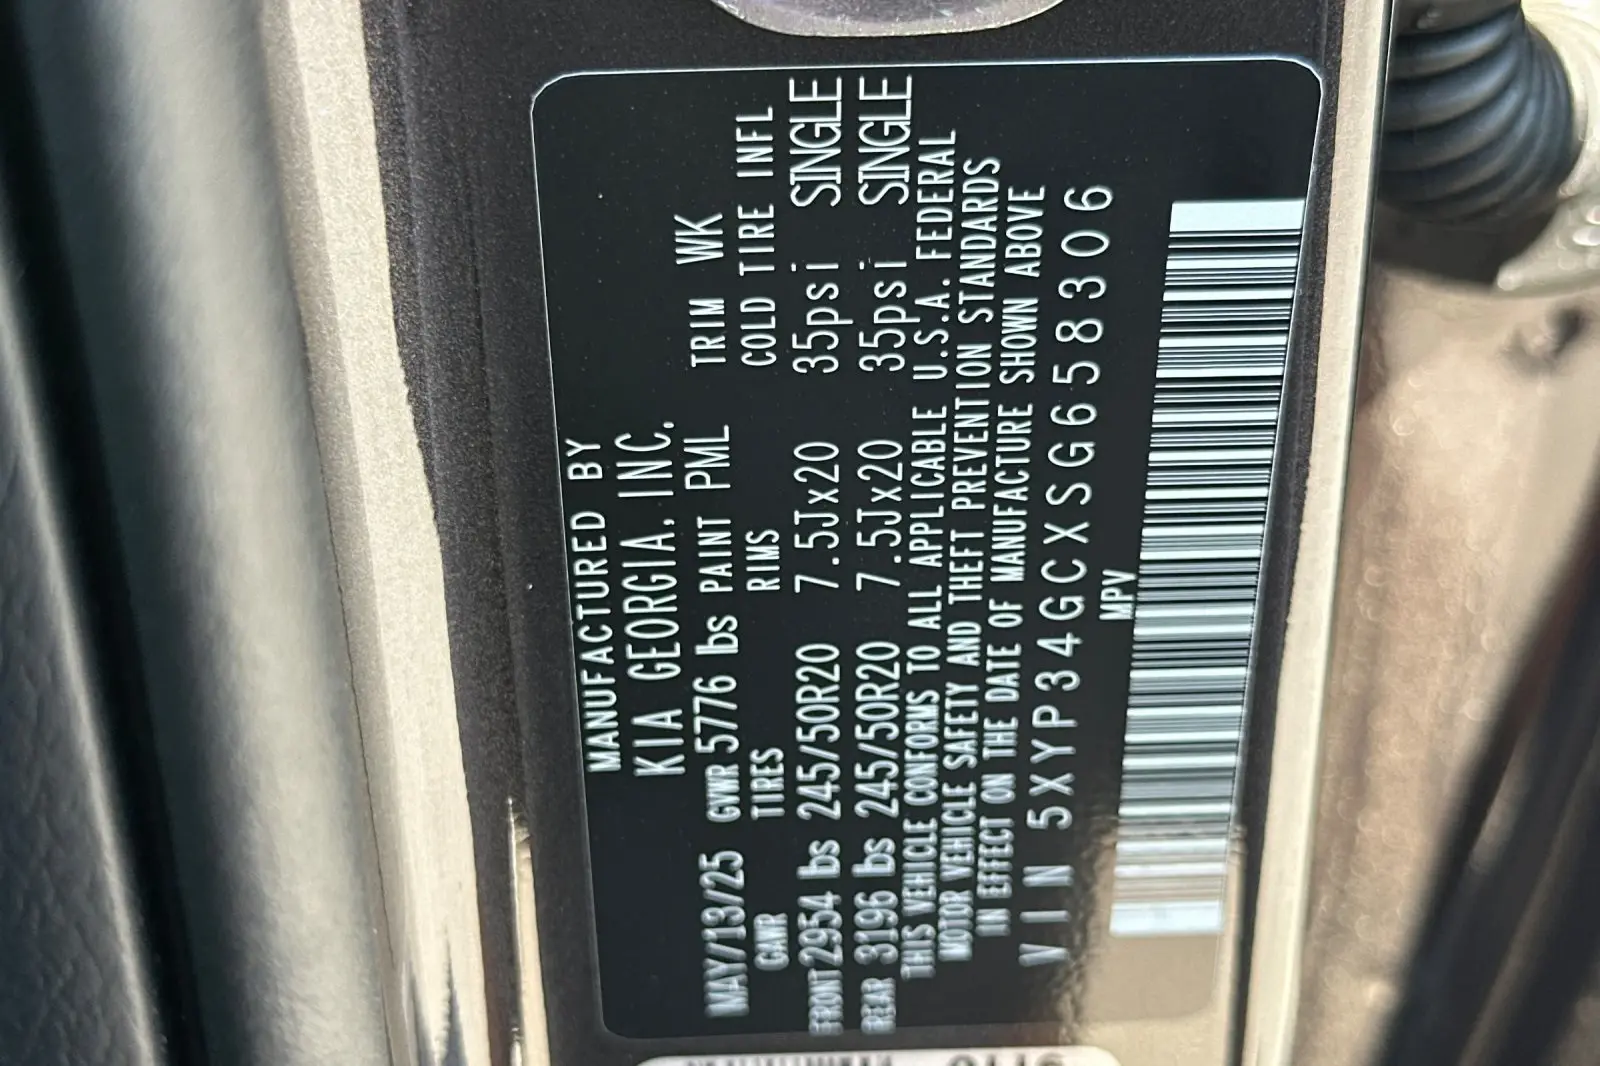 MANUFACTURED BY
KIA GEORGIA, INC.
MAY/13/25 GVWR 5776 lbs PAINT PML TRIM WK
GAWR TIRES RIMS COLD TIRE INFL
FRONT 2954 lbs 245/50R20 7.5Jx20 35psi SINGLE
REAR 3196 lbs 245/50R20 7.5Jx20 35psi SINGLE
THIS VEHICLE CONFORMS TO ALL APPLICABLE U.S.A. FEDERAL
MOTOR VEHICLE SAFETY AND THEFT PREVENTION STANDARDS
IN EFFECT ON THE DATE OF MANUFACTURE SHOWN ABOVE
VIN 5XYP34GCXSG658306
MPV